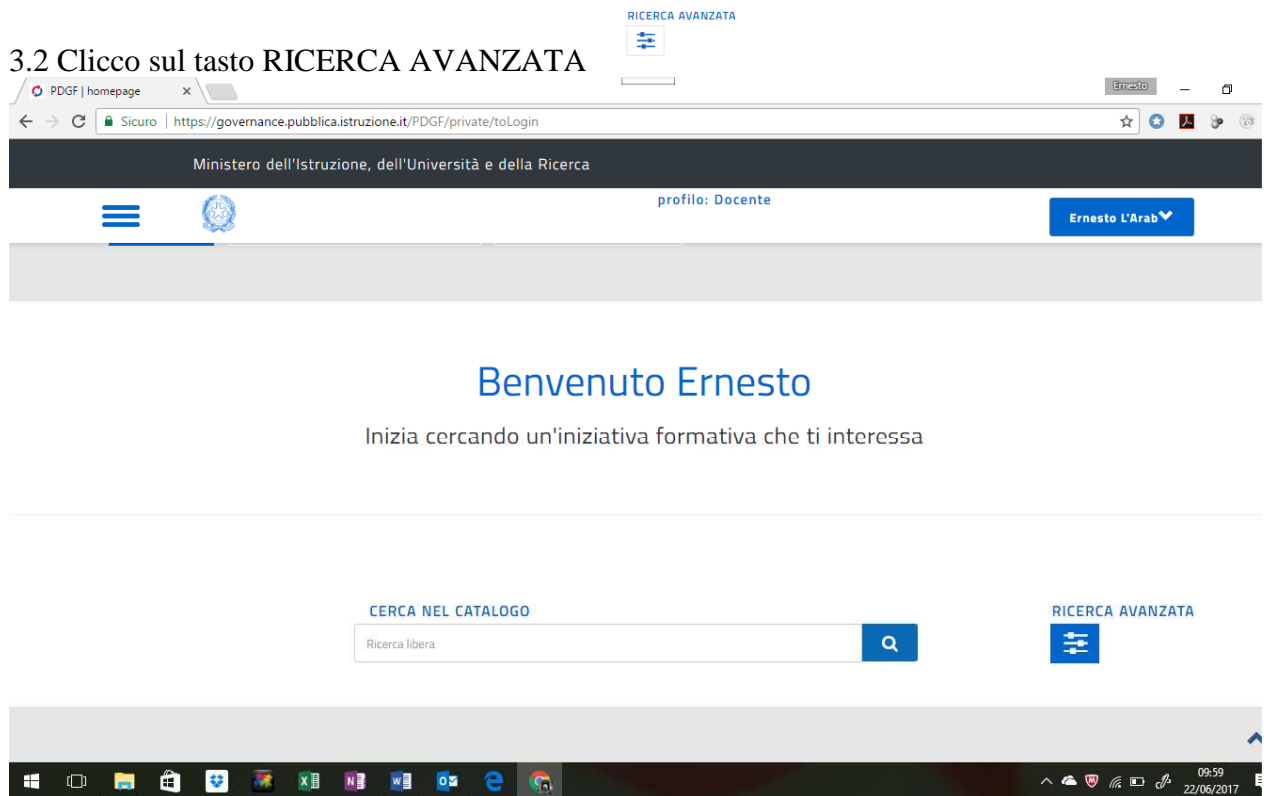 RICERCA AVANZATA
3.2 Clicco sul tasto RICERCA AVANZATA
PDGF | homepage
Ernesto
Sicuro | https://governance.pubblica.istruzione.it/PDGF/private/toLogin
Ministero dell'Istruzione, dell'Università e della Ricerca
profilo: Docente
Ernesto L'Arab
Benvenuto Ernesto
Inizia cercando un'iniziativa formativa che ti interessa
CERCA NEL CATALOGO
RICERCA AVANZATA
Ricerca libera
09:59
22/06/2017